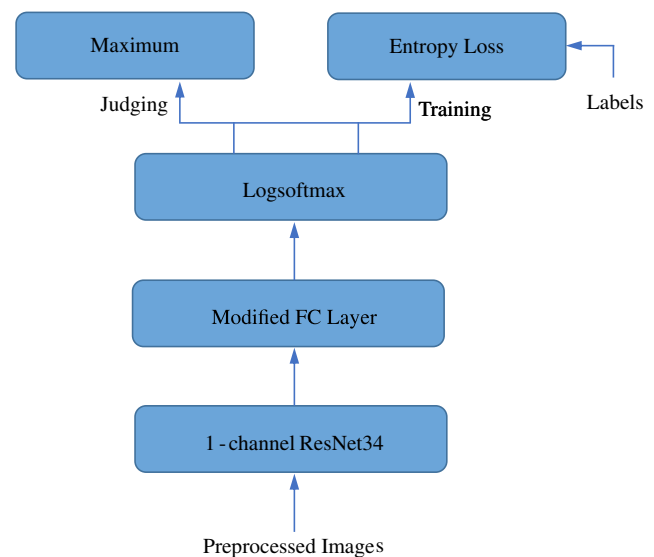 Maximum
Entropy Loss
Judging
Training
Labels
Logsoftmax
Modified FC Layer
1 - channel ResNet34
Preprocessed Images